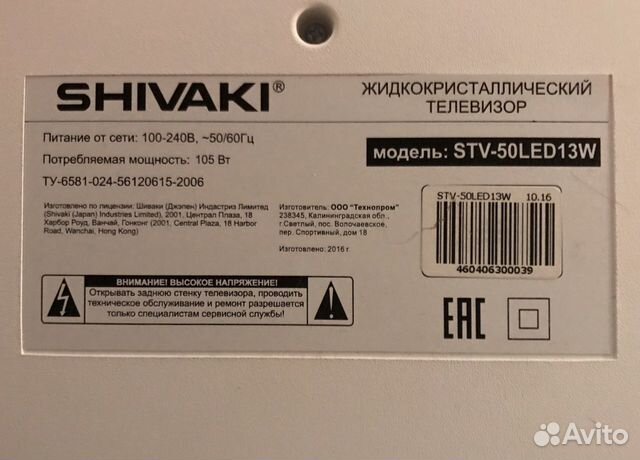 SHIVAKI®
ЖИДКОКРИСТАЛЛИЧЕСКИЙ
ТЕЛЕВИЗОР
Питание от сети: 100-240В, ~50/60Гц
Потребляемая мощность: 105 Вт
ТУ-6581-024-56120615-2006
модель: STV-50LED13W
Изготовлено по лицензии: Шиваки (Джэпен) Индастриз Лимитед
(Shivaki (Japan) Industries Limited), 2001, Централ Плаза, 18
Харбор Роуд, Ванчай, Гонконг (2001, Central Plaza, 18 Harbor
Road, Wanchai, Hong Kong)
Изготовитель: ООО "Технопром"
238345, Калининградская обл.,
г.Светлый, пос. Волочаевское,
пер. Спортивный, дом 18
Изготовлено: 2016 г.
STV-50LED13W 10.16
460406300039
ВНИМАНИЕ! ВЫСОКОЕ НАПРЯЖЕНИЕ!
Открывать заднюю стенку телевизора, проводить
техническое обслуживание и ремонт разрешается
только специалистам сервисной службы!
EAC
Avito